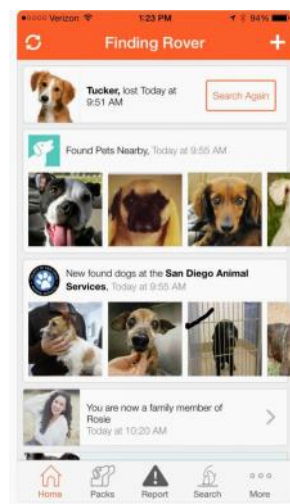 Verizon 1:23 PM 94%
Finding Rover
Tucker, lost Today at
9:51 AM
Search Again
Found Pets Nearby, Today at 9:55 AM
New found dogs at the San Diego Animal
Services, Today at 9:55 AM
You are now a family member of
Rosie
Today at 10:20 AM
Home Packs Report Search More